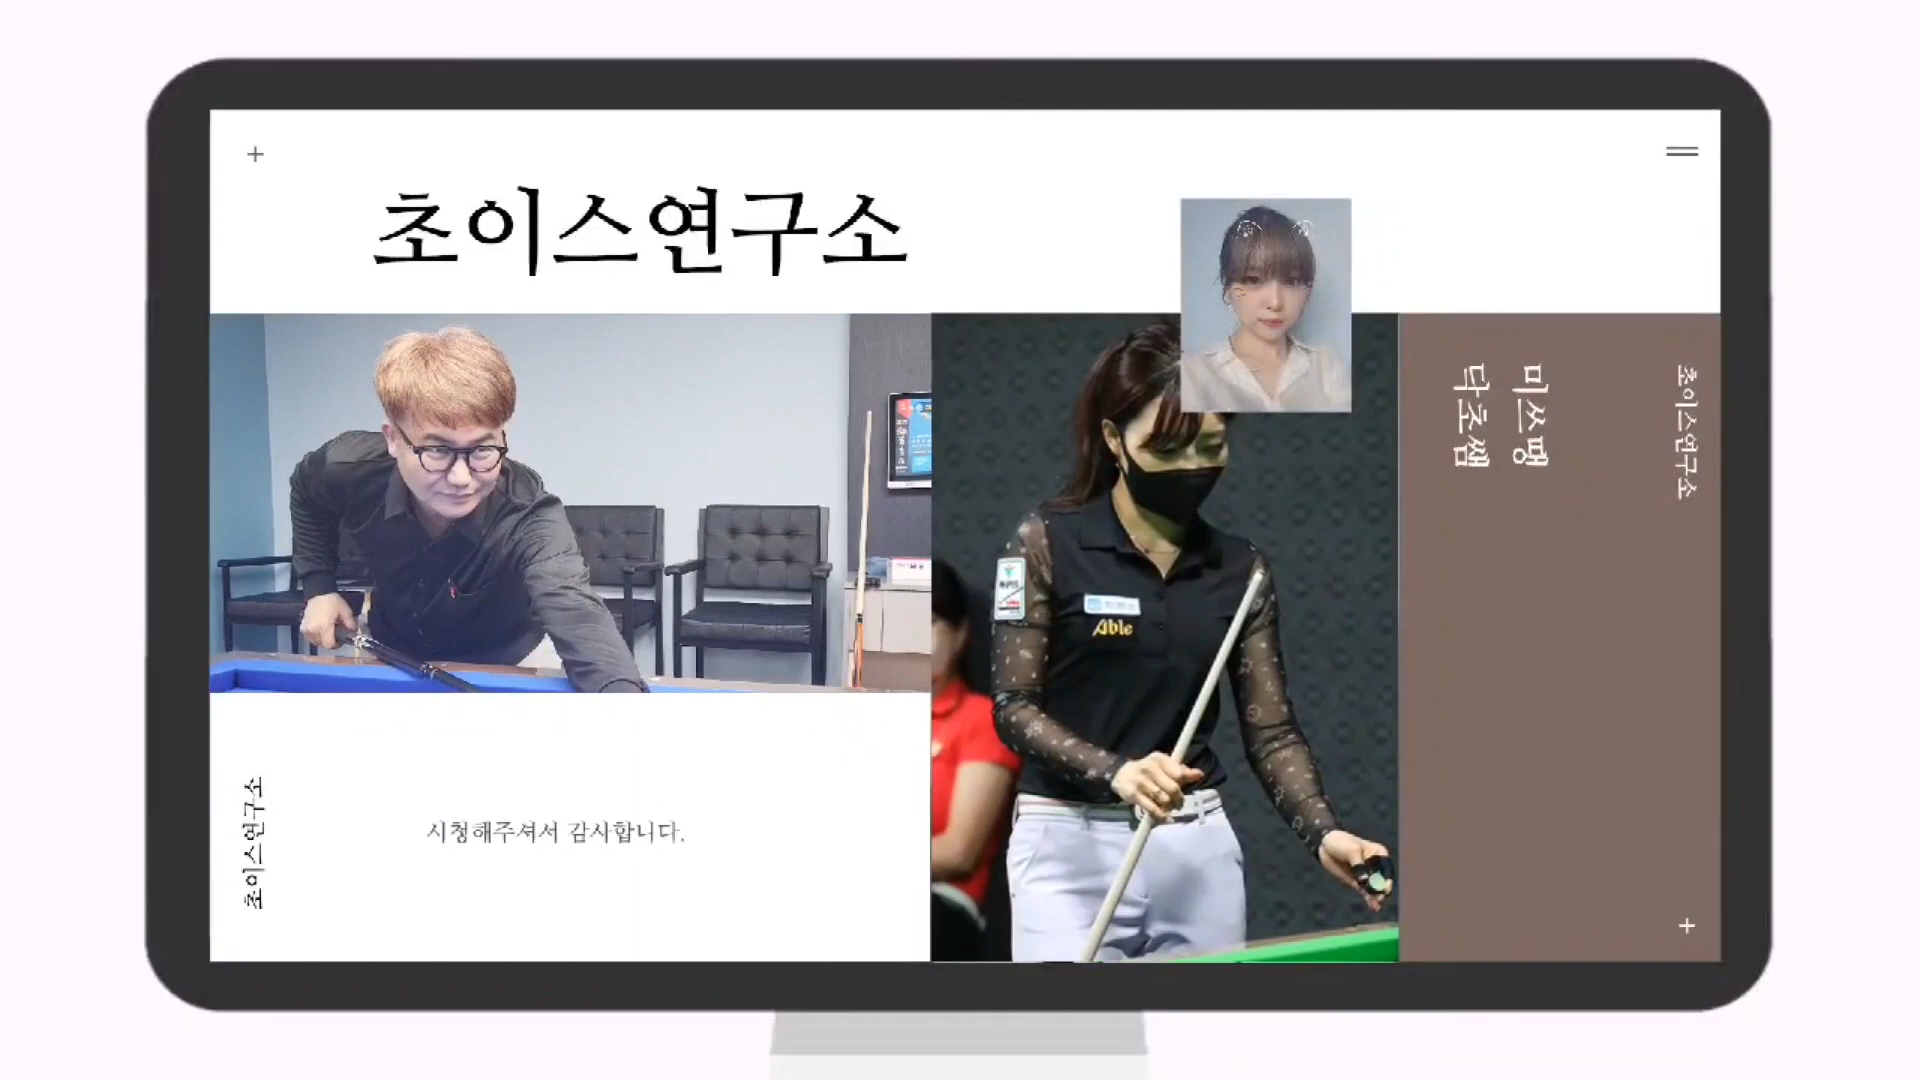 초이스연구소
Able
미쓰맹
닥초쌤
초이스연구소
초이스연구소
시청해주셔서 감사합니다.